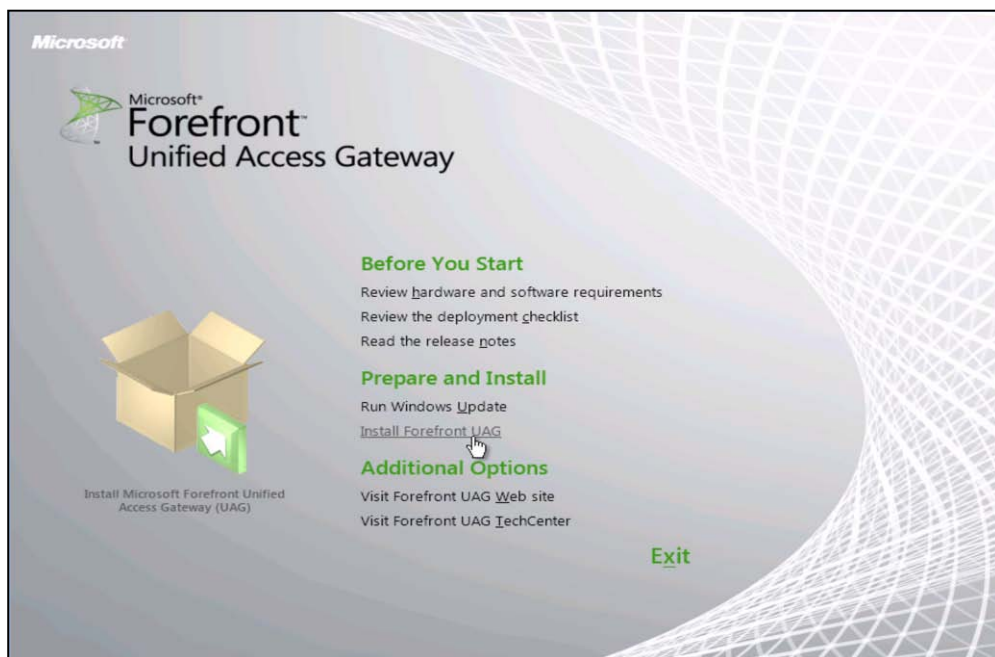 Microsoft
Microsoft®
Forefront™
Unified Access Gateway
Before You Start
Review hardware and software requirements
Review the deployment checklist
Read the release notes
Prepare and Install
Run Windows Update
Install Forefront UAG
Additional Options
Visit Forefront UAG Web site
Visit Forefront UAG TechCenter
Install Microsoft Forefront Unified
Access Gateway (UAG)
Exit